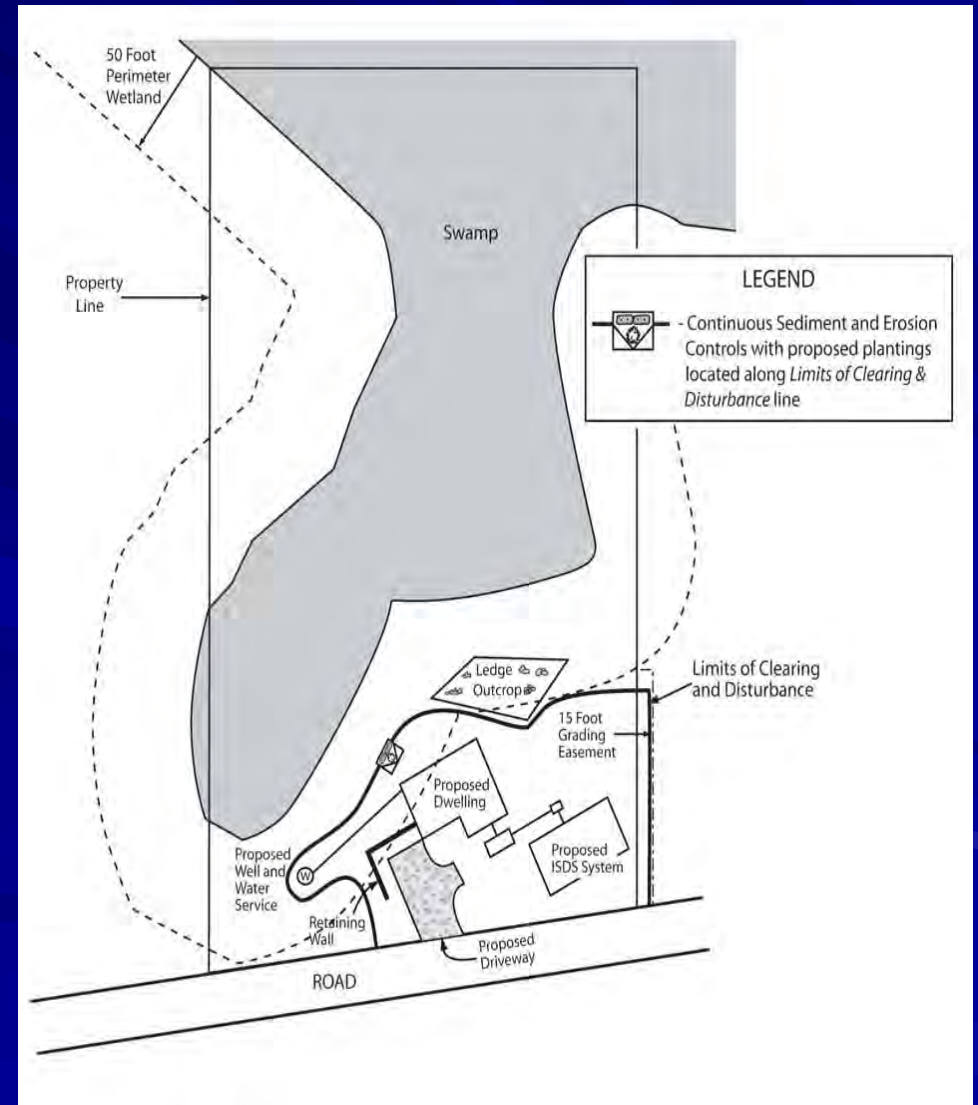 50 Foot
Perimeter
Wetland
Swamp
Property
Line
LEGEND
- Continuous Sediment and Erosion
Controls with proposed plantings
located along Limits of Clearing &
Disturbance line
Ledge
Outcrop
Limits of Clearing
and Disturbance
15 Foot
Grading
Easement
Proposed
Dwelling
Proposed
ISDS System
Proposed
Well and
Water
Service
W
Retaining
Wall
Proposed
Driveway
ROAD